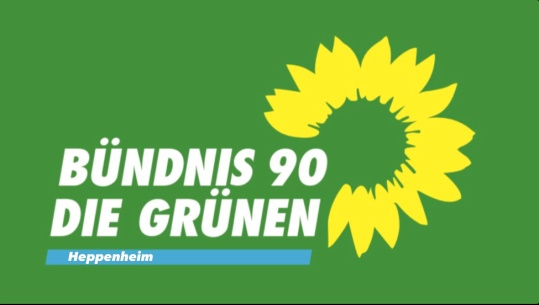 BÜNDNIS 90
DIE GRÜNEN
Heppenheim